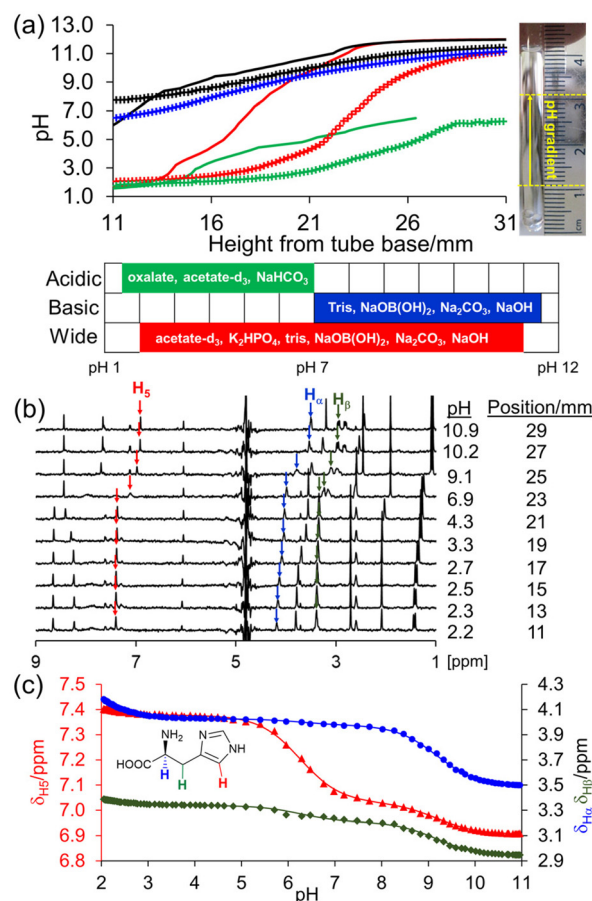 (a)
13.0
11.0
9.0
7.0
5.0
3.0
1.0
pH
11 16 21 26 31
Height from tube base/mm
pH gradient
4
3
2
1
cm
Acidic oxalate, acetate-d₃, NaHCO₃
Basic Tris, NaOB(OH)₂, Na₂CO₃, NaOH
Wide acetate-d₃, K₂HPO₄, tris, NaOB(OH)₂, Na₂CO₃, NaOH
pH 1 pH 7 pH 12
(b)
H₅ Hα Hβ pH Position/mm
10.9 29
10.2 27
9.1 25
6.9 23
4.3 21
3.3 19
2.7 17
2.5 15
2.3 13
2.2 11
9 7 5 3 1 [ppm]
(c)
7.5
7.4
7.3
7.2
7.1
7.0
6.9
6.8
δH5/ppm
NH₂
HOOC
N
NH
H H H
4.3
4.1
3.9
3.7
3.5
3.3
3.1
2.9
δHα δHβ/ppm
2 3 4 5 6 7 8 9 10 11
pH